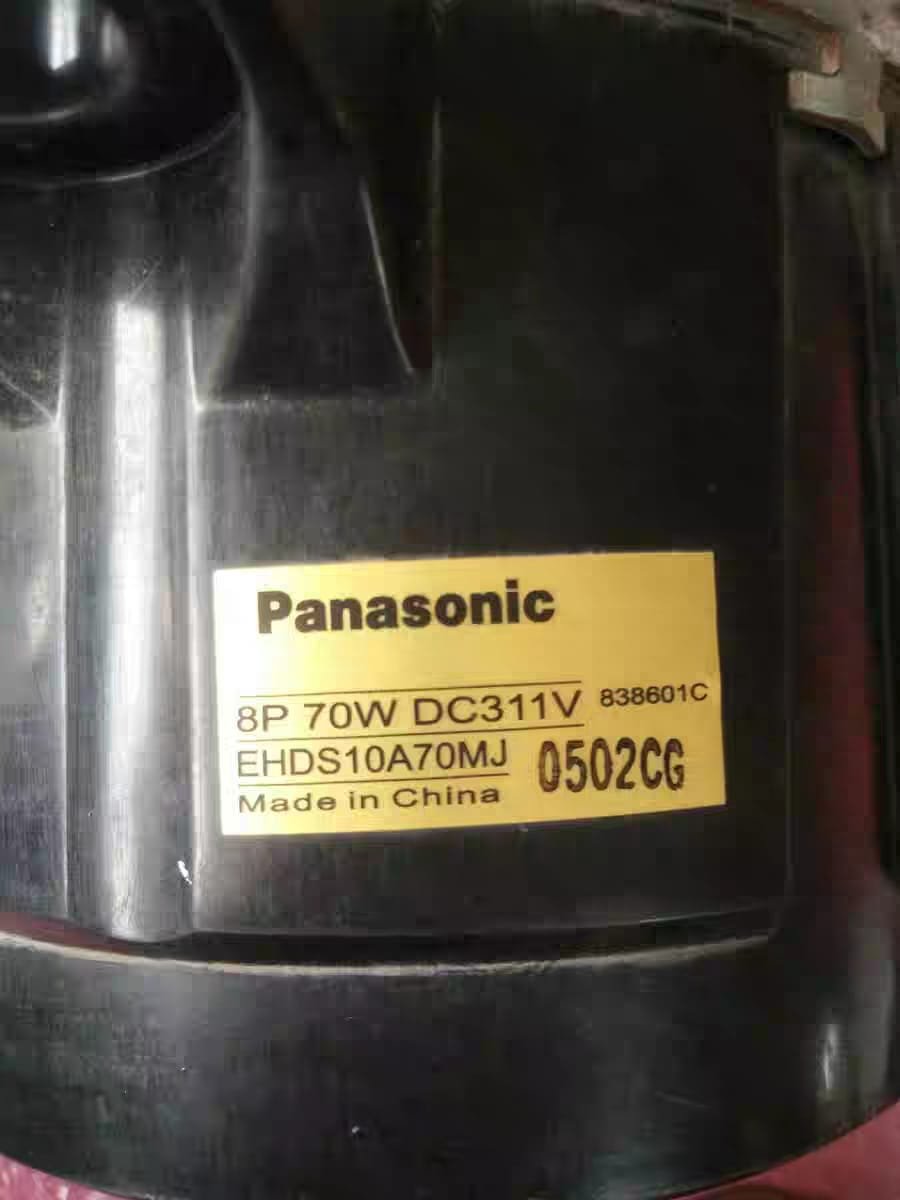 Panasonic
8P 70W DC311V 838601C
EHDS10A70MJ 0502CG
Made in China